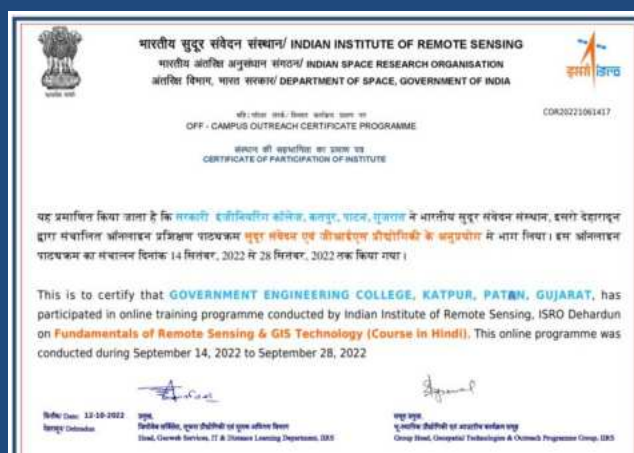 भारतीय सुदूर संवेदन संस्थान/ INDIAN INSTITUTE OF REMOTE SENSING
भारतीय अंतरिक्ष अनुसंधान संगठन/ INDIAN SPACE RESEARCH ORGANISATION
अंतरिक्ष विभाग, भारत सरकार/ DEPARTMENT OF SPACE, GOVERNMENT OF INDIA
इसरो isro
COR20221061417
OFF - CAMPUS OUTREACH CERTIFICATE PROGRAMME
संस्थान की सहभागिता का प्रमाण पत्र
CERTIFICATE OF PARTICIPATION OF INSTITUTE
यह प्रमाणित किया जाता है कि सरकारी इंजीनियरिंग कॉलेज, कतपुर, पाटन, गुजरात ने भारतीय सुदूर संवेदन संस्थान, इसरो देहरादून
द्वारा संचालित ऑनलाइन प्रशिक्षण पाठ्यक्रम सुदूर संवेदन एवं जीआईएस प्रौद्योगिकी के अनुप्रयोग में भाग लिया। इस ऑनलाइन
पाठ्यक्रम का संचालन दिनांक 14 सितंबर, 2022 से 28 सितंबर, 2022 तक किया गया।
This is to certify that GOVERNMENT ENGINEERING COLLEGE, KATPUR, PATAN, GUJARAT, has
participated in online training programme conducted by Indian Institute of Remote Sensing, ISRO Dehardun
on Fundamentals of Remote Sensing & GIS Technology (Course in Hindi). This online programme was
conducted during September 14, 2022 to September 28, 2022
Date: 12-10-2022
देहरादून/ Dehradun
Head, Geoweb Services, IT & Distance Learning Department, IIRS
Group Head, Geospatial Technologies & Outreach Programme Group, IIRS